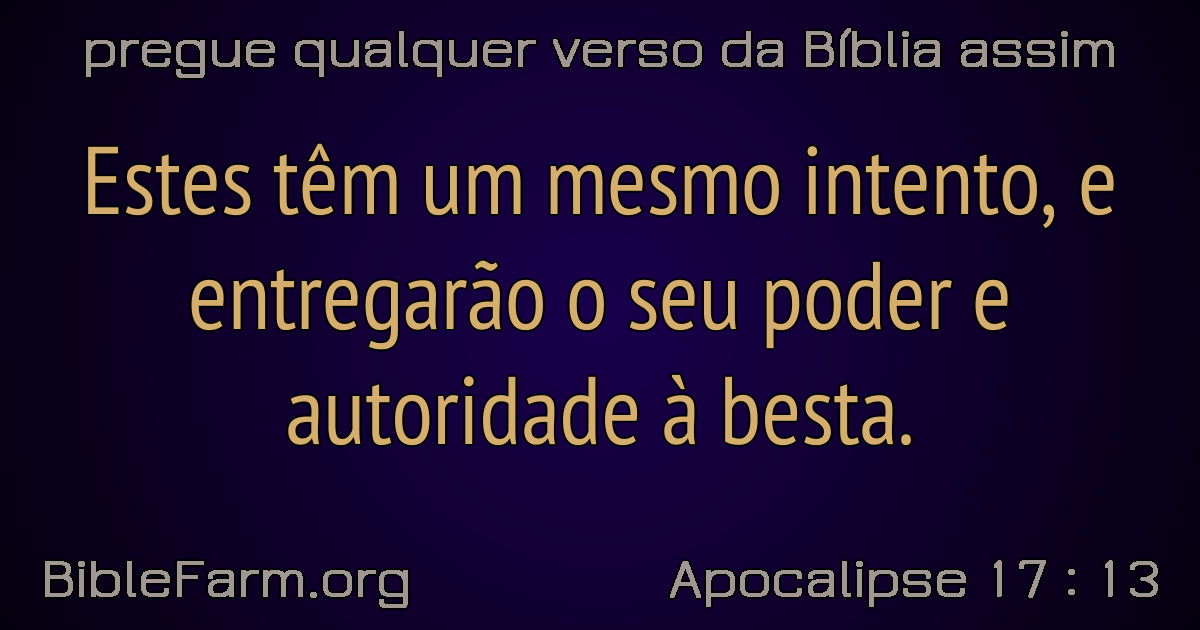 pregue qualquer verso da Bíblia assim
Estes têm um mesmo intento, e
entregarão o seu poder e
autoridade à besta.
BibleFarm.org
Apocalipse 17 : 13